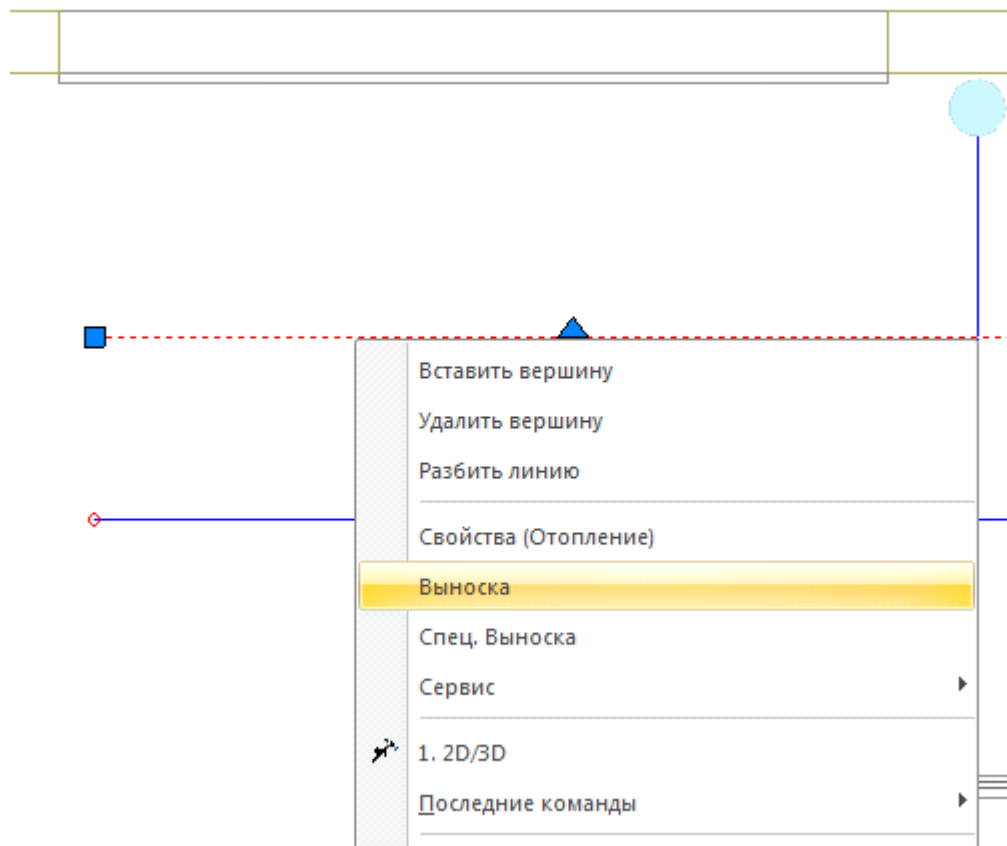 Вставить вершину
Удалить вершину
Разбить линию
Свойства (Отопление)
Выноска
Спец. Выноска
Сервис
1. 2D/3D
Последние команды